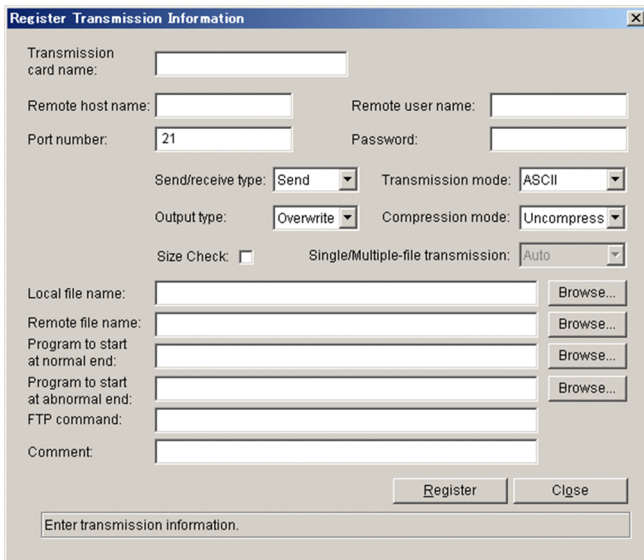 Register Transmission Information
Transmission
card name:
Remote host name: Remote user name:
Port number: 21 Password:
Send/receive type: Send Transmission mode: ASCII
Output type: Overwrite Compression mode: Uncompress
Size Check: Single/Multiple-file transmission: Auto
Local file name: Browse...
Remote file name: Browse...
Program to start
at normal end: Browse...
Program to start
at abnormal end: Browse...
FTP command:
Comment:
Register Close
Enter transmission information.